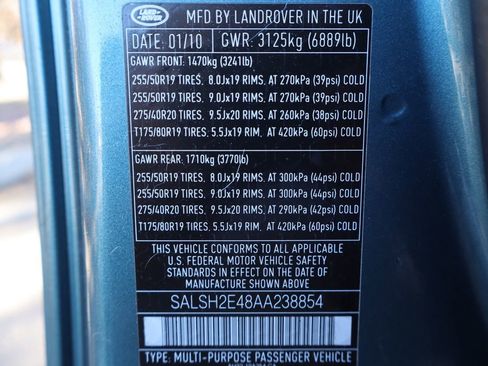 LAND ROVER
MFD BY LANDROVER IN THE UK
DATE: 01/10 GWR: 3125kg (6889lb)
GAWR FRONT: 1470kg (3241lb)
255/50R19 TIRES, 8.0Jx19 RIMS, AT 270kPa (39psi) COLD
255/50R19 TIRES, 9.0Jx19 RIMS, AT 270kPa (39psi) COLD
275/40R20 TIRES, 9.5Jx20 RIMS, AT 260kPa (38psi) COLD
T175/80R19 TIRES, 5.5Jx19 RIM, AT 420kPa (60psi) COLD
GAWR REAR: 1710kg (3770lb)
255/50R19 TIRES, 8.0Jx19 RIMS, AT 300kPa (44psi) COLD
255/50R19 TIRES, 9.0Jx19 RIMS, AT 300kPa (44psi) COLD
275/40R20 TIRES, 9.5Jx20 RIMS, AT 290kPa (42psi) COLD
T175/80R19 TIRES, 5.5Jx19 RIM, AT 420kPa (60psi) COLD
THIS VEHICLE CONFORMS TO ALL APPLICABLE
U.S. FEDERAL MOTOR VEHICLE SAFETY
STANDARDS IN EFFECT ON THE DATE OF
MANUFACTURE SHOWN ABOVE
SALSH2E48AA238854
TYPE: MULTI-PURPOSE PASSENGER VEHICLE